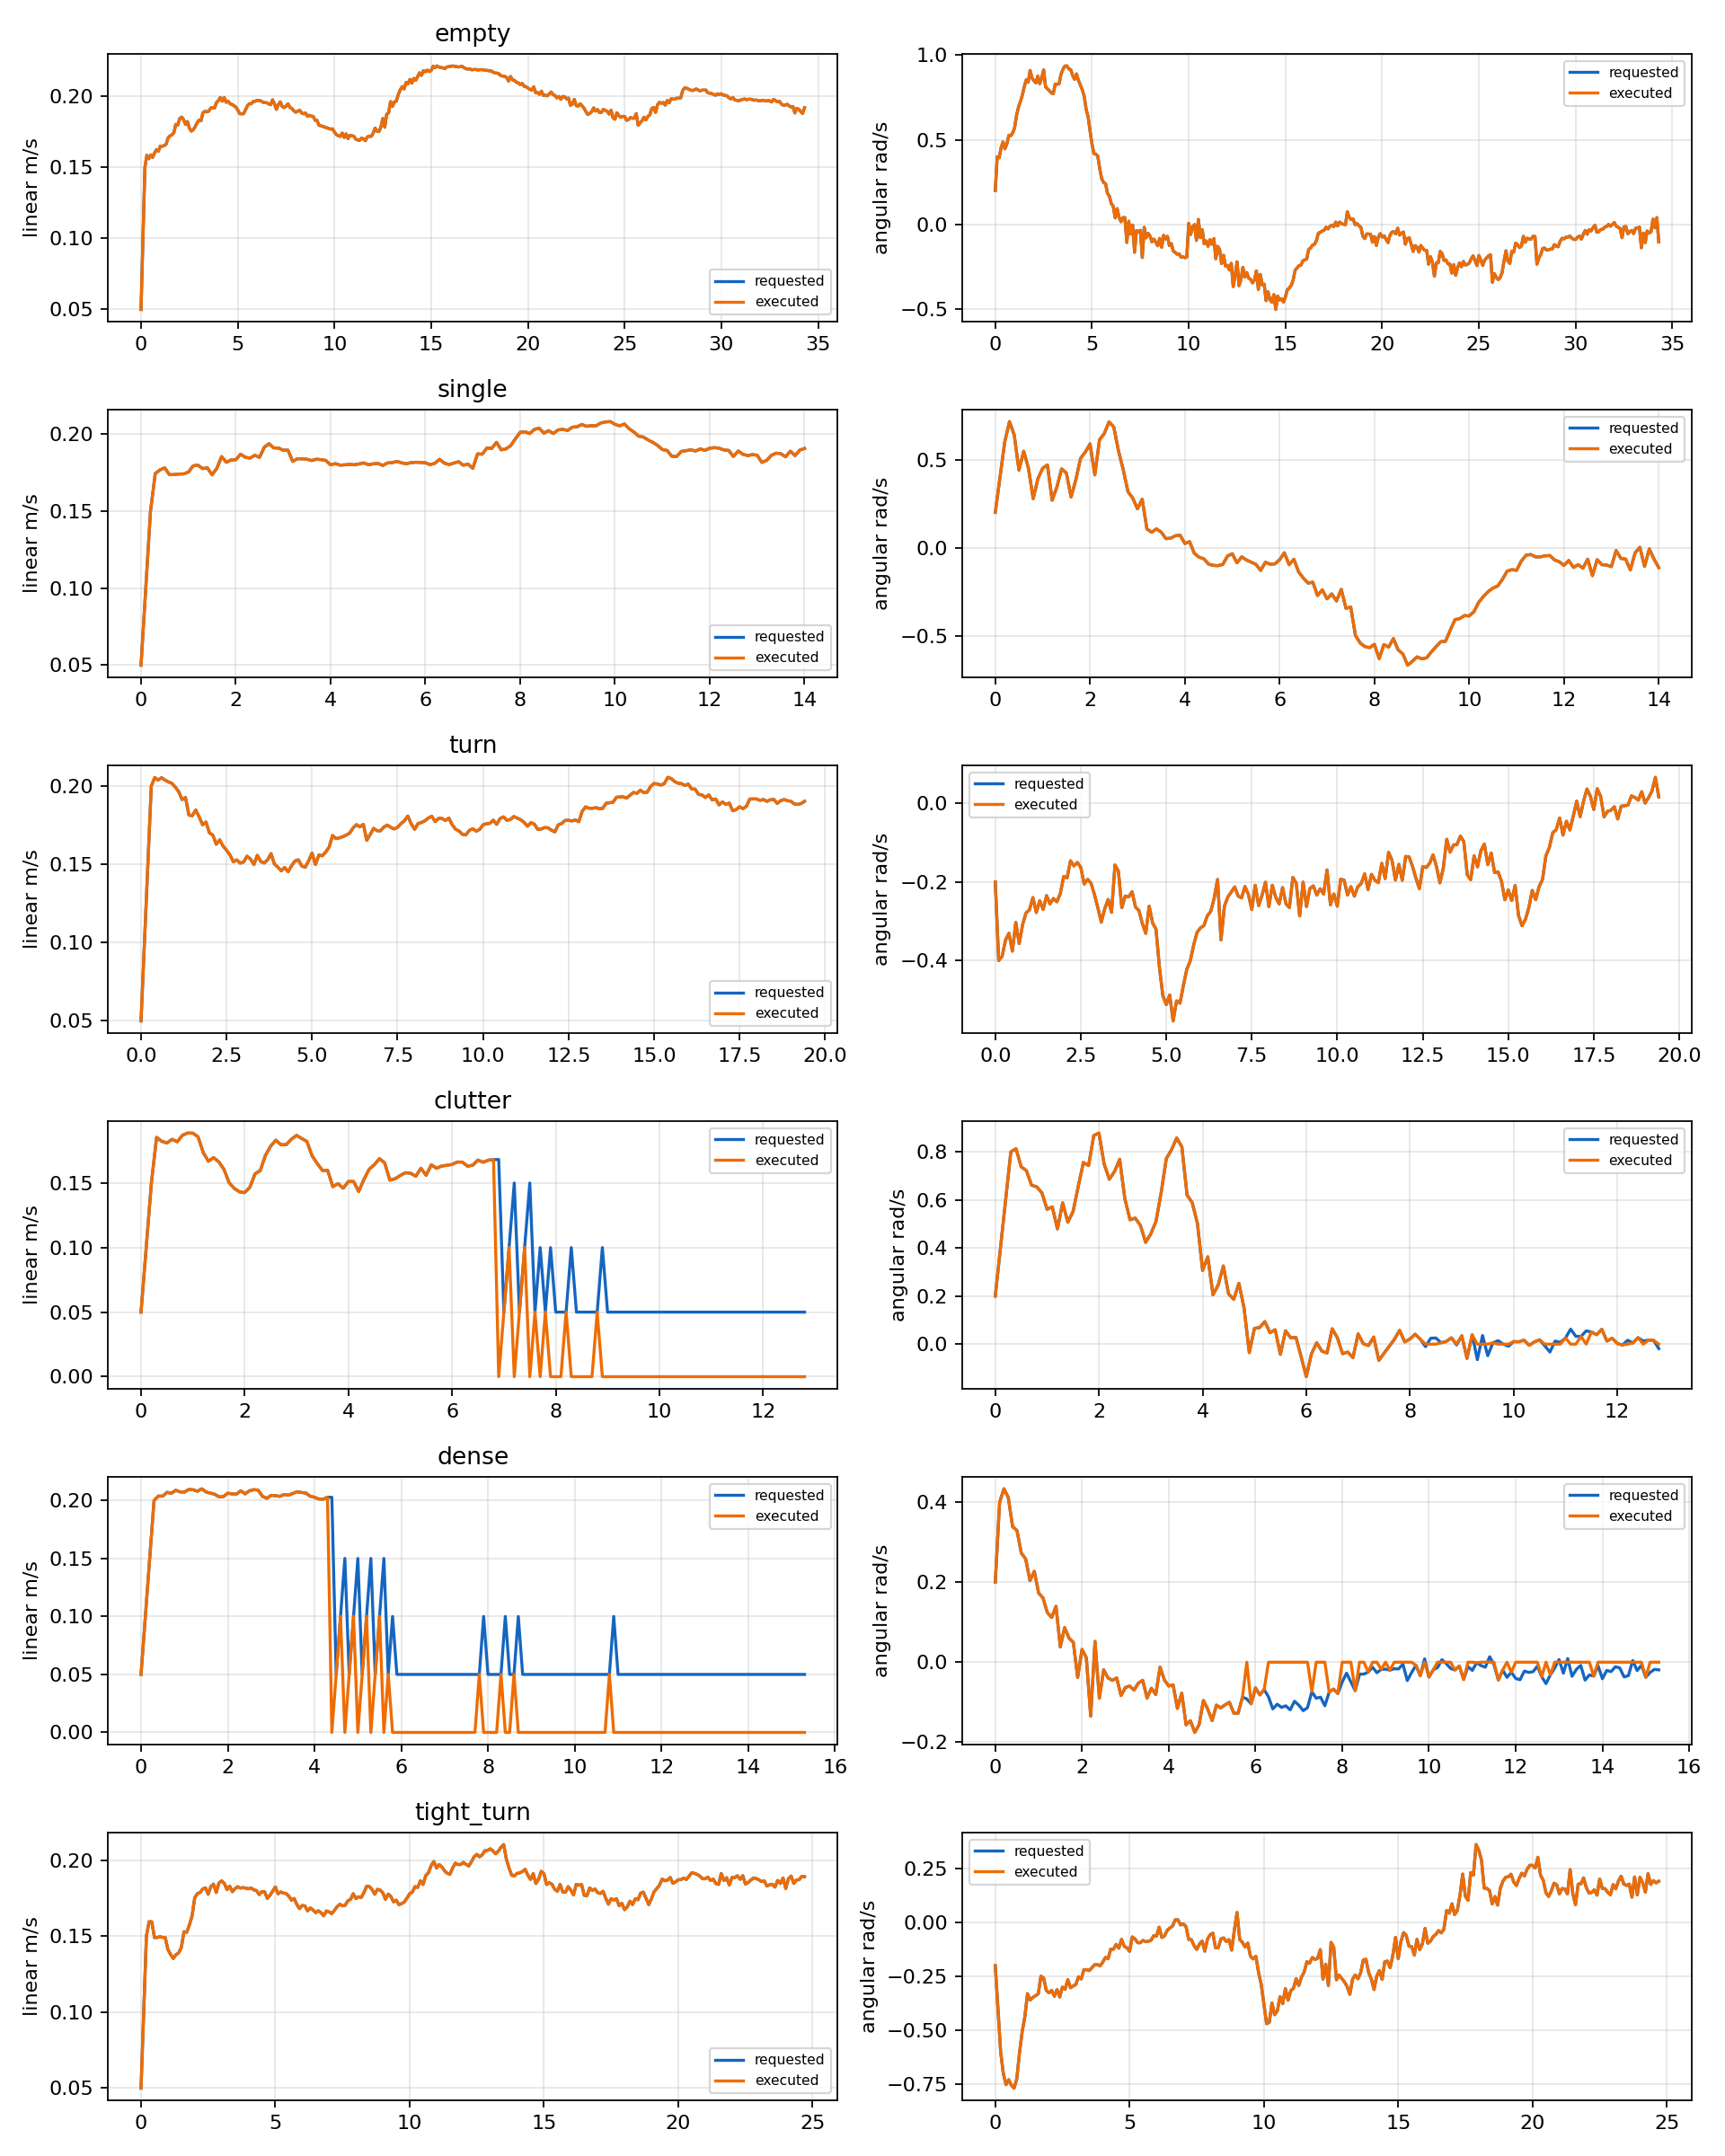 empty
linear m/s
0.20
0.15
0.10
0.05
0 5 10 15 20 25 30 35
requested
executed
angular rad/s
1.0
0.5
0.0
−0.5
0 5 10 15 20 25 30 35
requested
executed
single
linear m/s
0.20
0.15
0.10
0.05
0 2 4 6 8 10 12 14
requested
executed
angular rad/s
0.5
0.0
−0.5
0 2 4 6 8 10 12 14
requested
executed
turn
linear m/s
0.20
0.15
0.10
0.05
0.0 2.5 5.0 7.5 10.0 12.5 15.0 17.5 20.0
requested
executed
angular rad/s
0.0
−0.2
−0.4
0.0 2.5 5.0 7.5 10.0 12.5 15.0 17.5 20.0
requested
executed
clutter
linear m/s
0.15
0.10
0.05
0.00
0 2 4 6 8 10 12
requested
executed
angular rad/s
0.8
0.6
0.4
0.2
0.0
0 2 4 6 8 10 12
requested
executed
dense
linear m/s
0.20
0.15
0.10
0.05
0.00
0 2 4 6 8 10 12 14 16
requested
executed
angular rad/s
0.4
0.2
0.0
−0.2
0 2 4 6 8 10 12 14 16
requested
executed
tight_turn
linear m/s
0.20
0.15
0.10
0.05
0 5 10 15 20 25
requested
executed
angular rad/s
0.25
0.00
−0.25
−0.50
−0.75
0 5 10 15 20 25
requested
executed